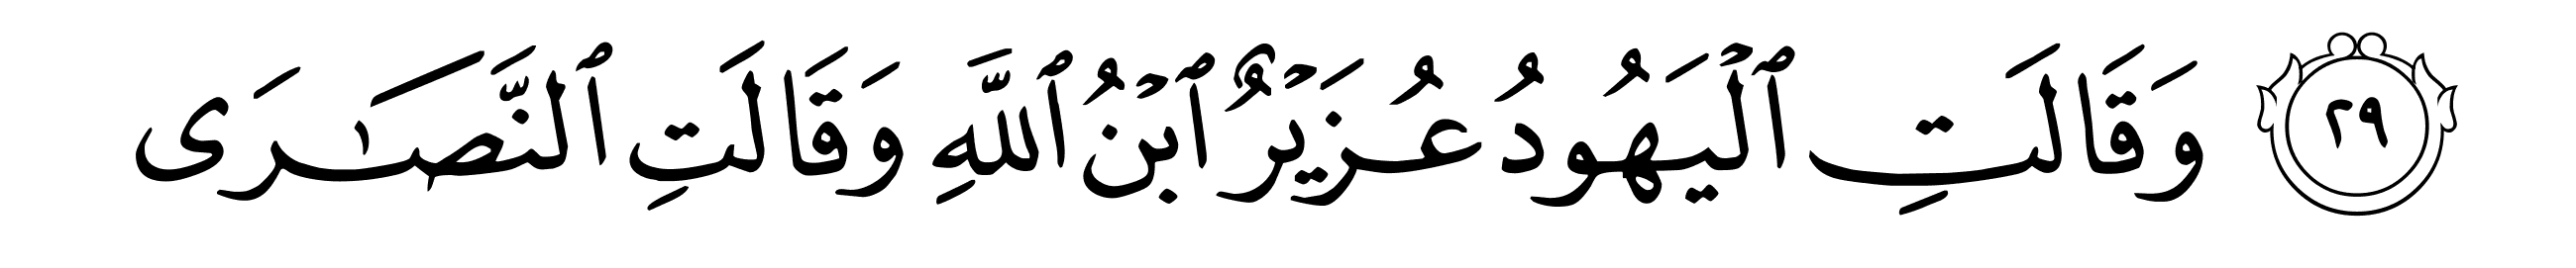 ٢٩ وَقَالَتِ ٱلۡيَهُودُ عُزَيۡرٌ ٱبۡنُ ٱللَّهِ وَقَالَتِ ٱلنَّصَٰرَى